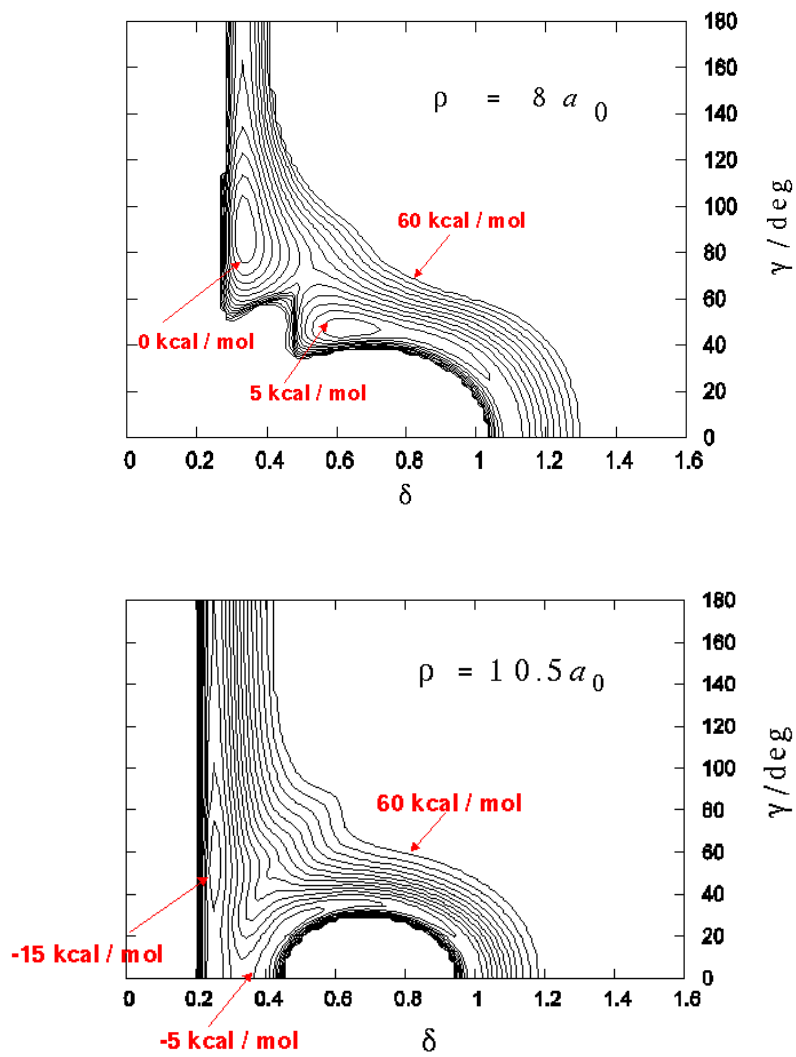 180
160
ρ = 8 a 0
140
120
100
60 kcal / mol
80
60
0 kcal / mol
40
5 kcal / mol
20
0
γ / deg
0 0.2 0.4 0.6 0.8 1 1.2 1.4 1.6
δ
180
160
ρ = 10.5 a 0
140
120
100
60 kcal / mol
80
60
40
20
-15 kcal / mol
0
γ / deg
0 0.2 0.4 0.6 0.8 1 1.2 1.4 1.6
-5 kcal / mol
δ